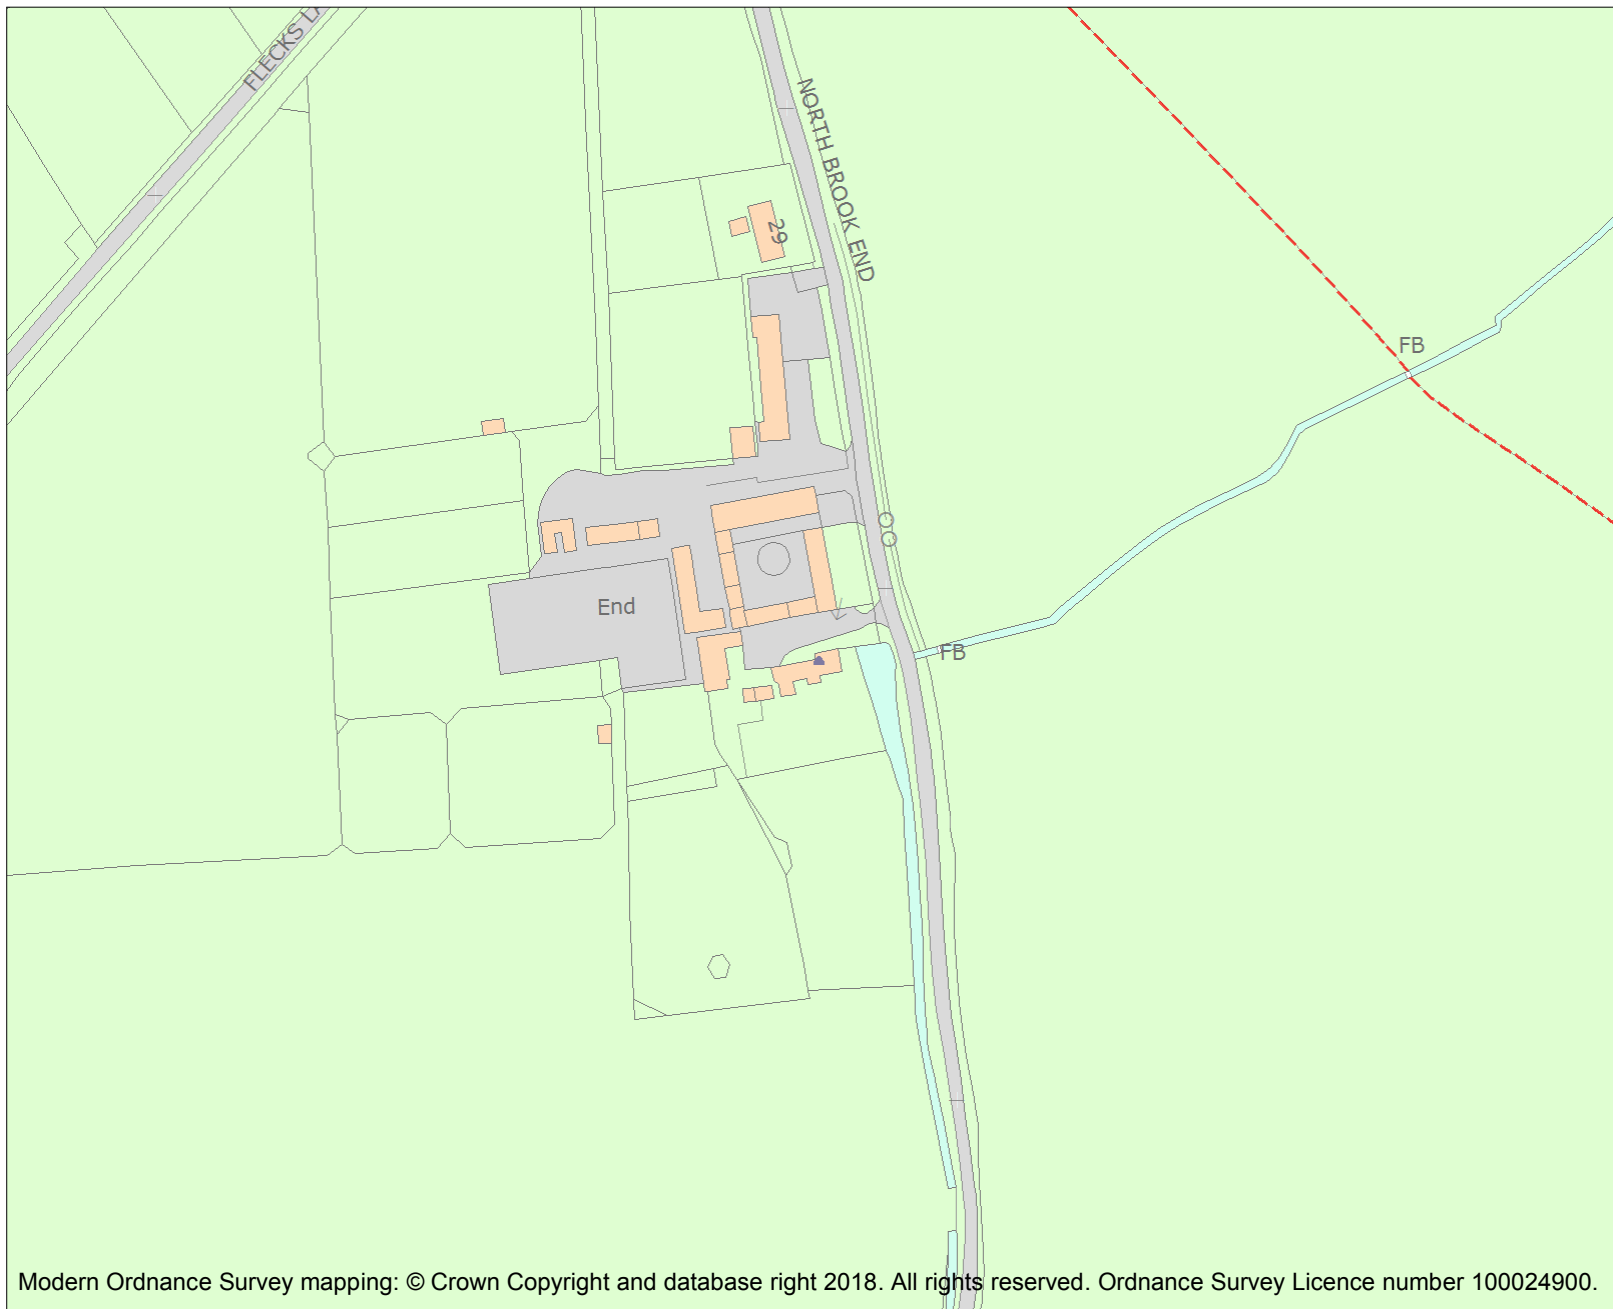 FLECKS LA
NORTH BROOK END
29
FB
End
FB
Modern Ordnance Survey mapping: © Crown Copyright and database right 2018. All rights reserved. Ordnance Survey Licence number 100024900.